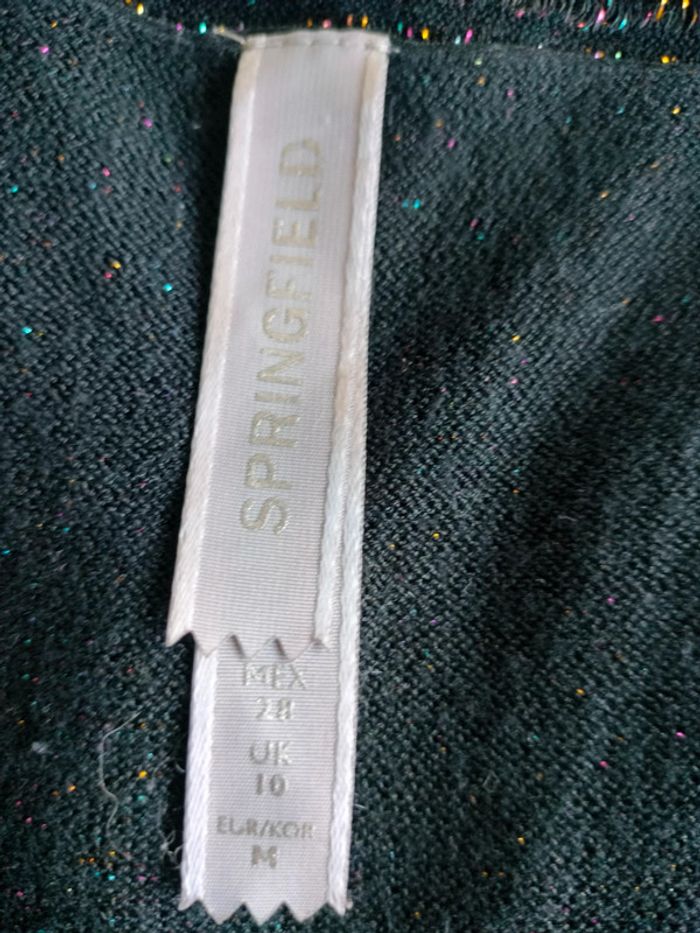 SPRINGFIELD
MEX
28
UK
10
EUR/KOR
M